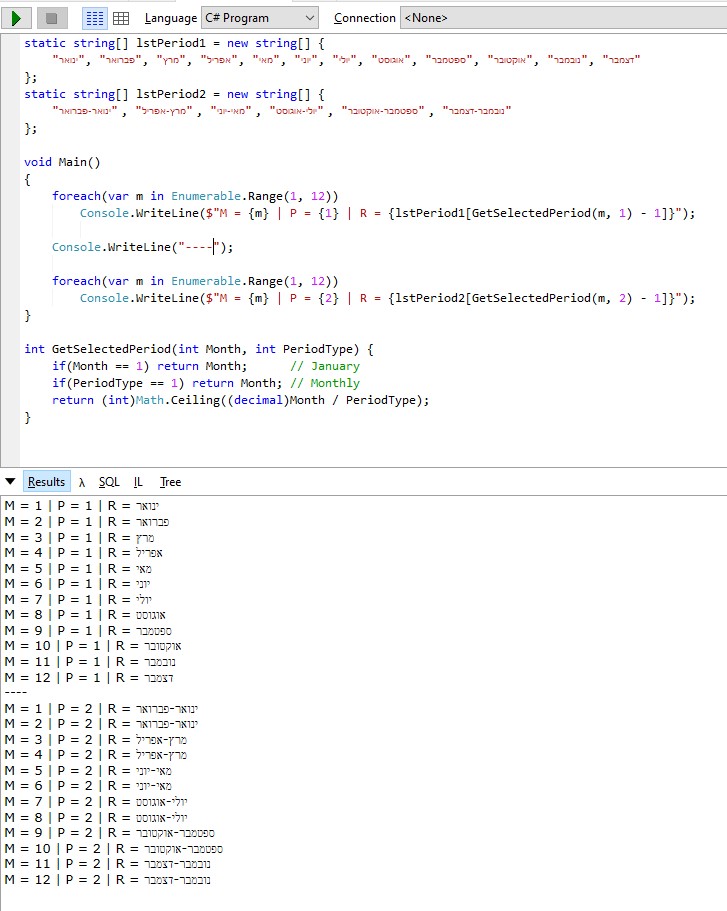 Language C# Program Connection <None>
static string[] lstPeriod1 = new string[] {
"ינואר", "פברואר", "מרץ", "אפריל", "מאי", "יוני", "יולי", "אוגוסט", "ספטמבר", "אוקטובר", "נובמבר", "דצמבר"
};
static string[] lstPeriod2 = new string[] {
"ינואר-פברואר" , "מרץ-אפריל" , "מאי-יוני" , "יולי-אוגוסט" , "ספטמבר-אוקטובר" , "נובמבר-דצמבר"
};
void Main()
{
foreach(var m in Enumerable.Range(1, 12))
Console.WriteLine($"M = {m} | P = {1} | R = {lstPeriod1[GetSelectedPeriod(m, 1) - 1]}");
Console.WriteLine("----");
foreach(var m in Enumerable.Range(1, 12))
Console.WriteLine($"M = {m} | P = {2} | R = {lstPeriod2[GetSelectedPeriod(m, 2) - 1]}");
}
int GetSelectedPeriod(int Month, int PeriodType) {
if(Month == 1) return Month; // January
if(PeriodType == 1) return Month; // Monthly
return (int)Math.Ceiling((decimal)Month / PeriodType);
}
Results λ SQL IL Tree
M = 1 | P = 1 | R = ינואר
M = 2 | P = 1 | R = פברואר
M = 3 | P = 1 | R = מרץ
M = 4 | P = 1 | R = אפריל
M = 5 | P = 1 | R = מאי
M = 6 | P = 1 | R = יוני
M = 7 | P = 1 | R = יולי
M = 8 | P = 1 | R = אוגוסט
M = 9 | P = 1 | R = ספטמבר
M = 10 | P = 1 | R = אוקטובר
M = 11 | P = 1 | R = נובמבר
M = 12 | P = 1 | R = דצמבר
----
M = 1 | P = 2 | R = ינואר-פברואר
M = 2 | P = 2 | R = ינואר-פברואר
M = 3 | P = 2 | R = מרץ-אפריל
M = 4 | P = 2 | R = מרץ-אפריל
M = 5 | P = 2 | R = מאי-יוני
M = 6 | P = 2 | R = מאי-יוני
M = 7 | P = 2 | R = יולי-אוגוסט
M = 8 | P = 2 | R = יולי-אוגוסט
M = 9 | P = 2 | R = ספטמבר-אוקטובר
M = 10 | P = 2 | R = ספטמבר-אוקטובר
M = 11 | P = 2 | R = נובמבר-דצמבר
M = 12 | P = 2 | R = נובמבר-דצמבר